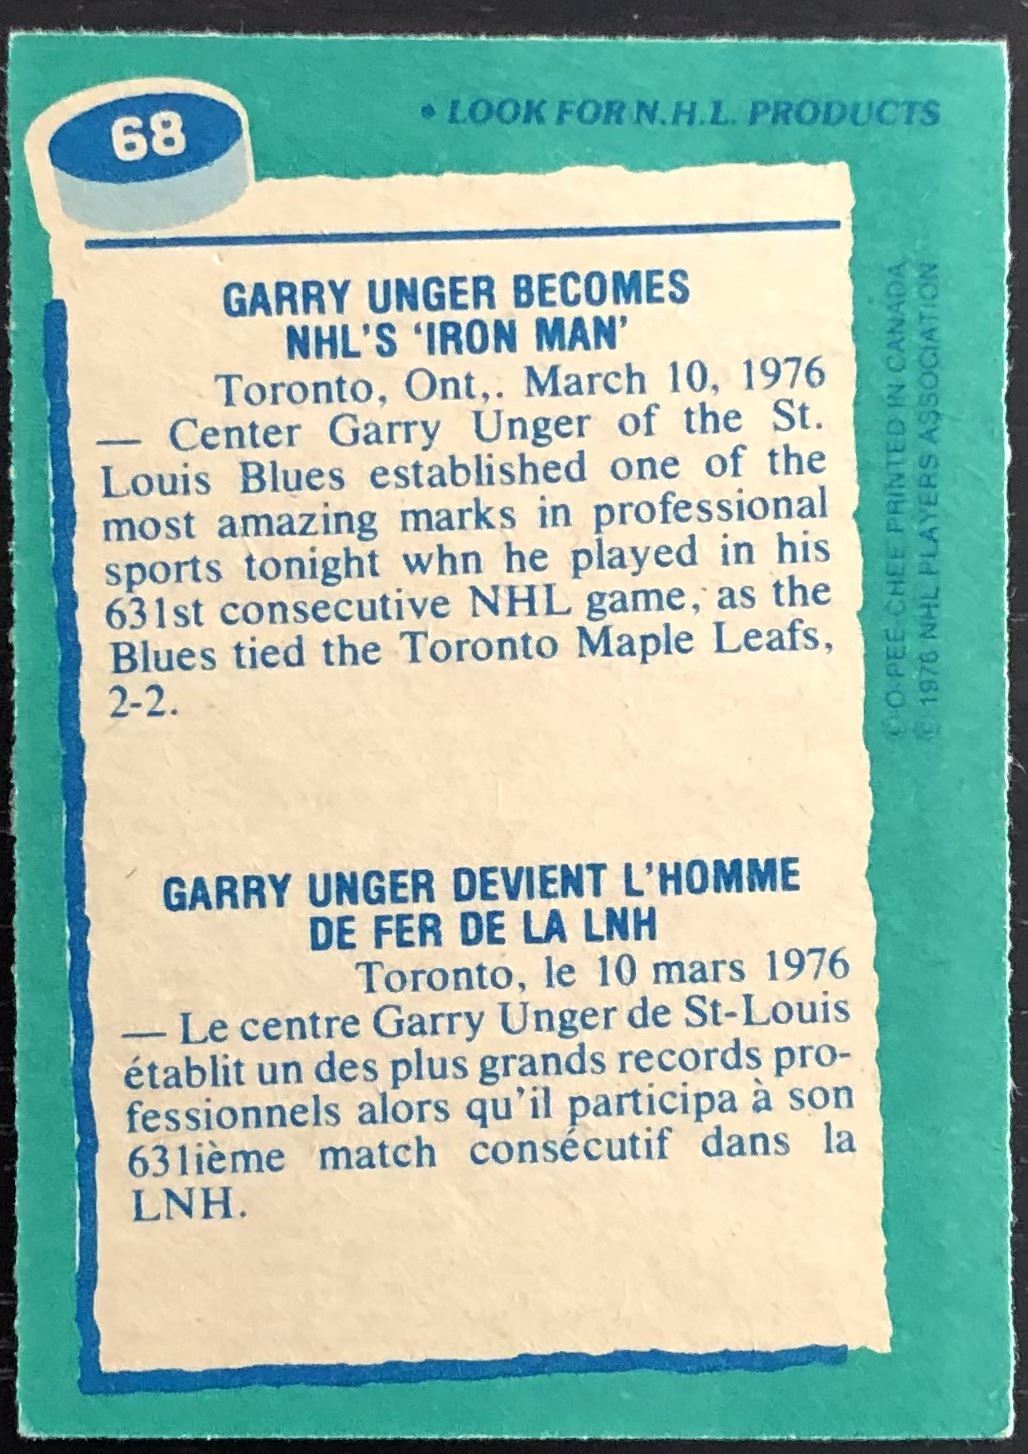 68
• LOOK FOR N.H.L. PRODUCTS
GARRY UNGER BECOMES
NHL'S 'IRON MAN'
Toronto, Ont,. March 10, 1976
— Center Garry Unger of the St.
Louis Blues established one of the
most amazing marks in professional
sports tonight whn he played in his
631st consecutive NHL game, as the
Blues tied the Toronto Maple Leafs,
2-2.
GARRY UNGER DEVIENT L'HOMME
DE FER DE LA LNH
Toronto, le 10 mars 1976
— Le centre Garry Unger de St-Louis
établit un des plus grands records pro-
fessionnels alors qu'il participa à son
631ième match consécutif dans la
LNH.
© O-PEE-CHEE PRINTED IN CANADA
© 1976 NHL PLAYERS ASSOCIATION